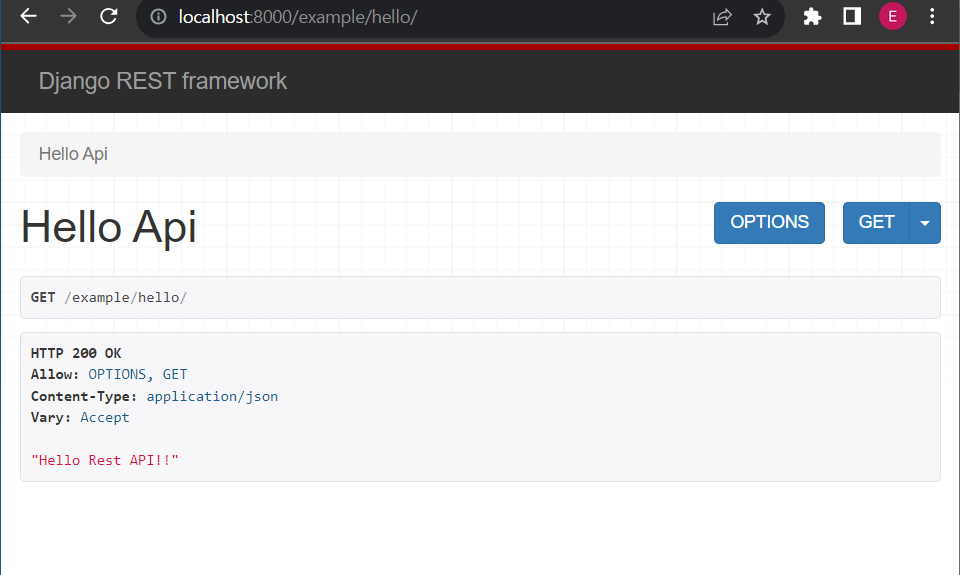 localhost:8000/example/hello/
E
Django REST framework
Hello Api
Hello Api
OPTIONS
GET
GET /example/hello/
HTTP 200 OK
Allow: OPTIONS, GET
Content-Type: application/json
Vary: Accept
"Hello Rest API!!"